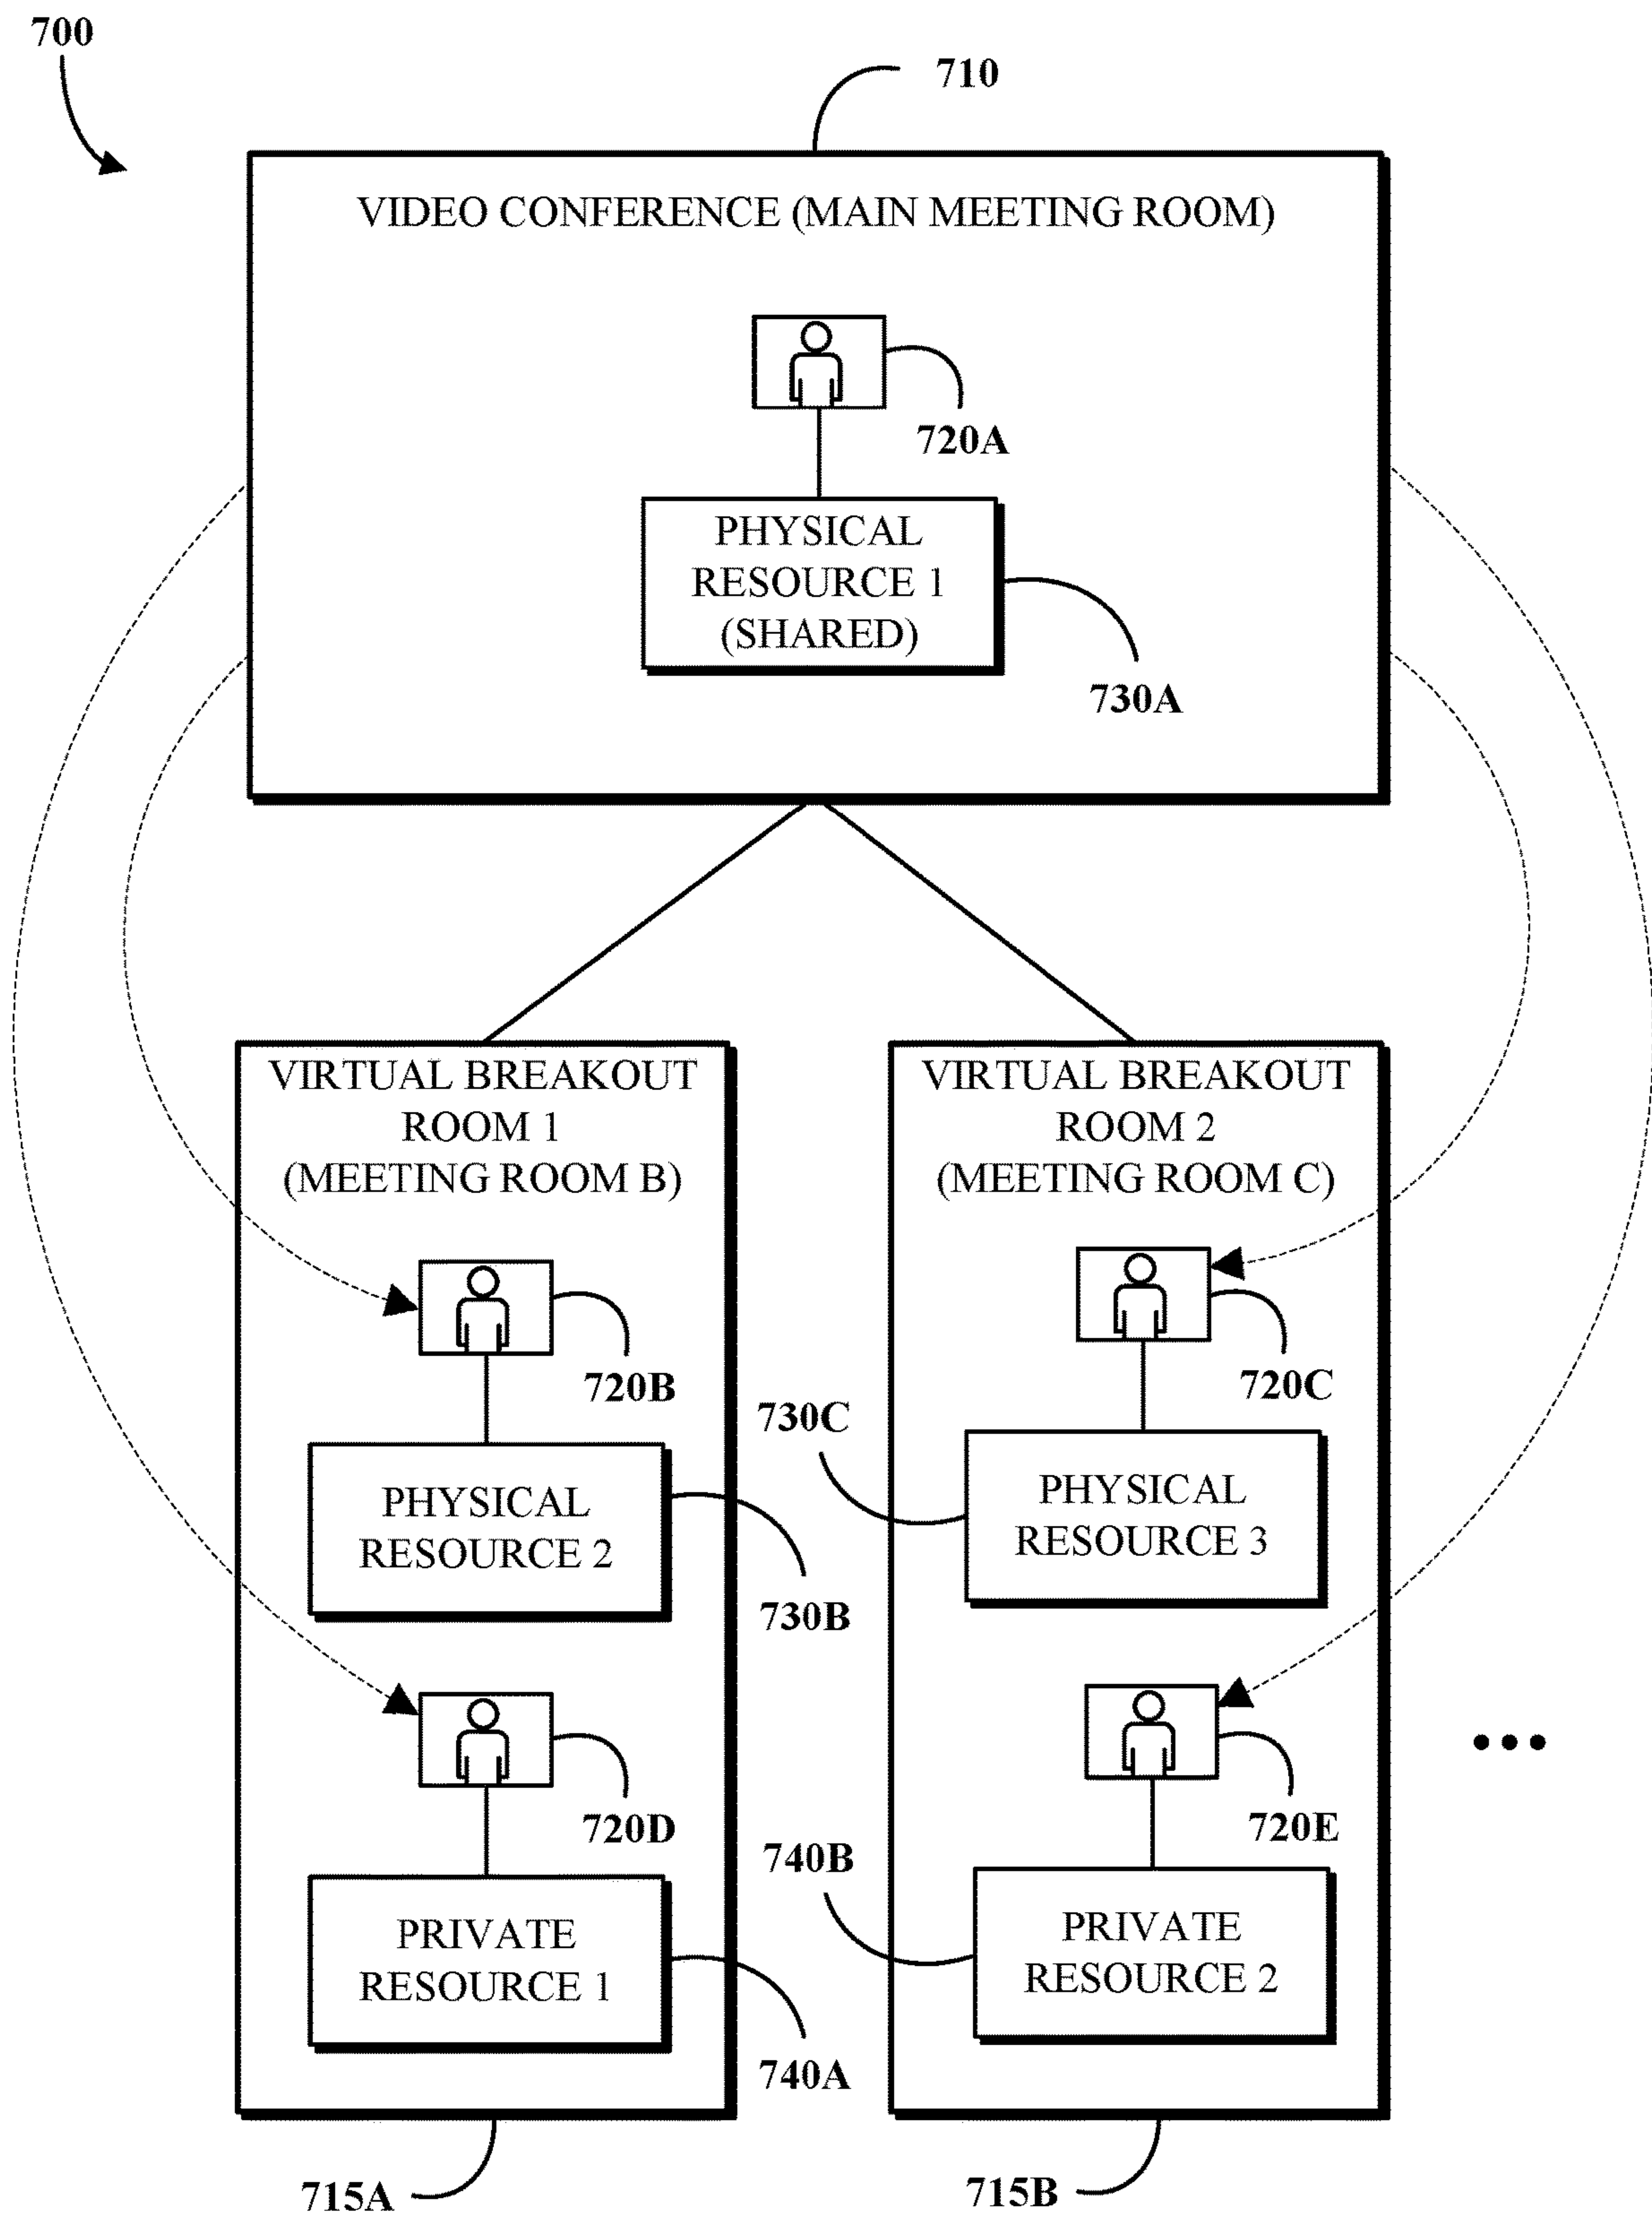 700
710
VIDEO CONFERENCE (MAIN MEETING ROOM)
720A
PHYSICAL
RESOURCE 1
(SHARED)
730A
VIRTUAL BREAKOUT
ROOM 1
(MEETING ROOM B)
720B
PHYSICAL
RESOURCE 2
730B
720D
PRIVATE
RESOURCE 1
740A
715A
VIRTUAL BREAKOUT
ROOM 2
(MEETING ROOM C)
720C
730C
PHYSICAL
RESOURCE 3
720E
740B
PRIVATE
RESOURCE 2
715B